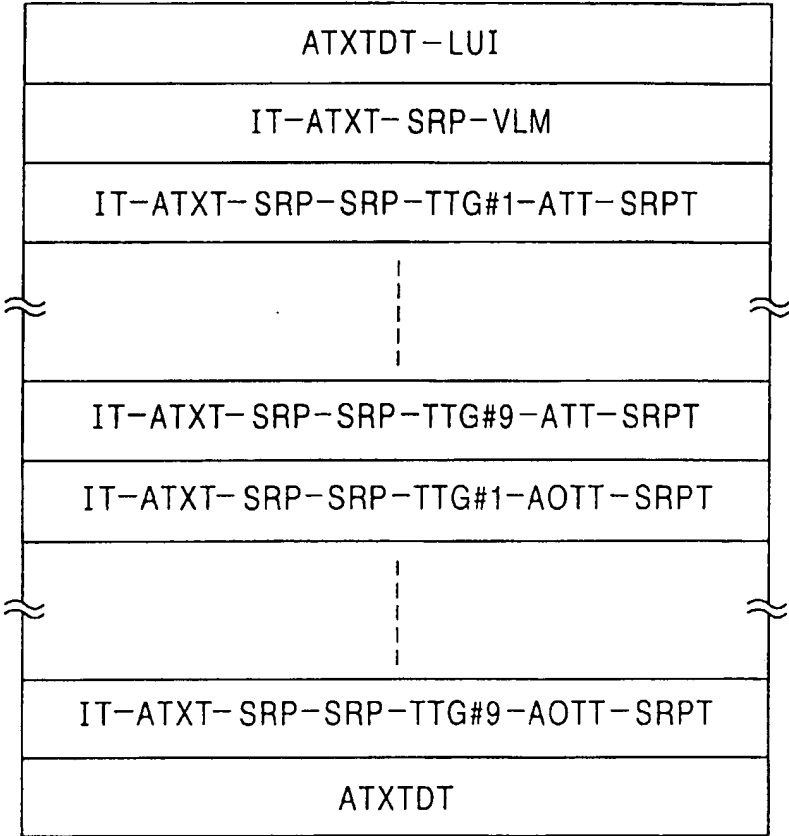 ATXTDT-LUI
IT-ATXT-SRP-VLM
IT-ATXT-SRP-SRP-TTG#1-ATT-SRPT
IT-ATXT-SRP-SRP-TTG#9-ATT-SRPT
IT-ATXT-SRP-SRP-TTG#1-AOTT-SRPT
IT-ATXT-SRP-SRP-TTG#9-AOTT-SRPT
ATXTDT